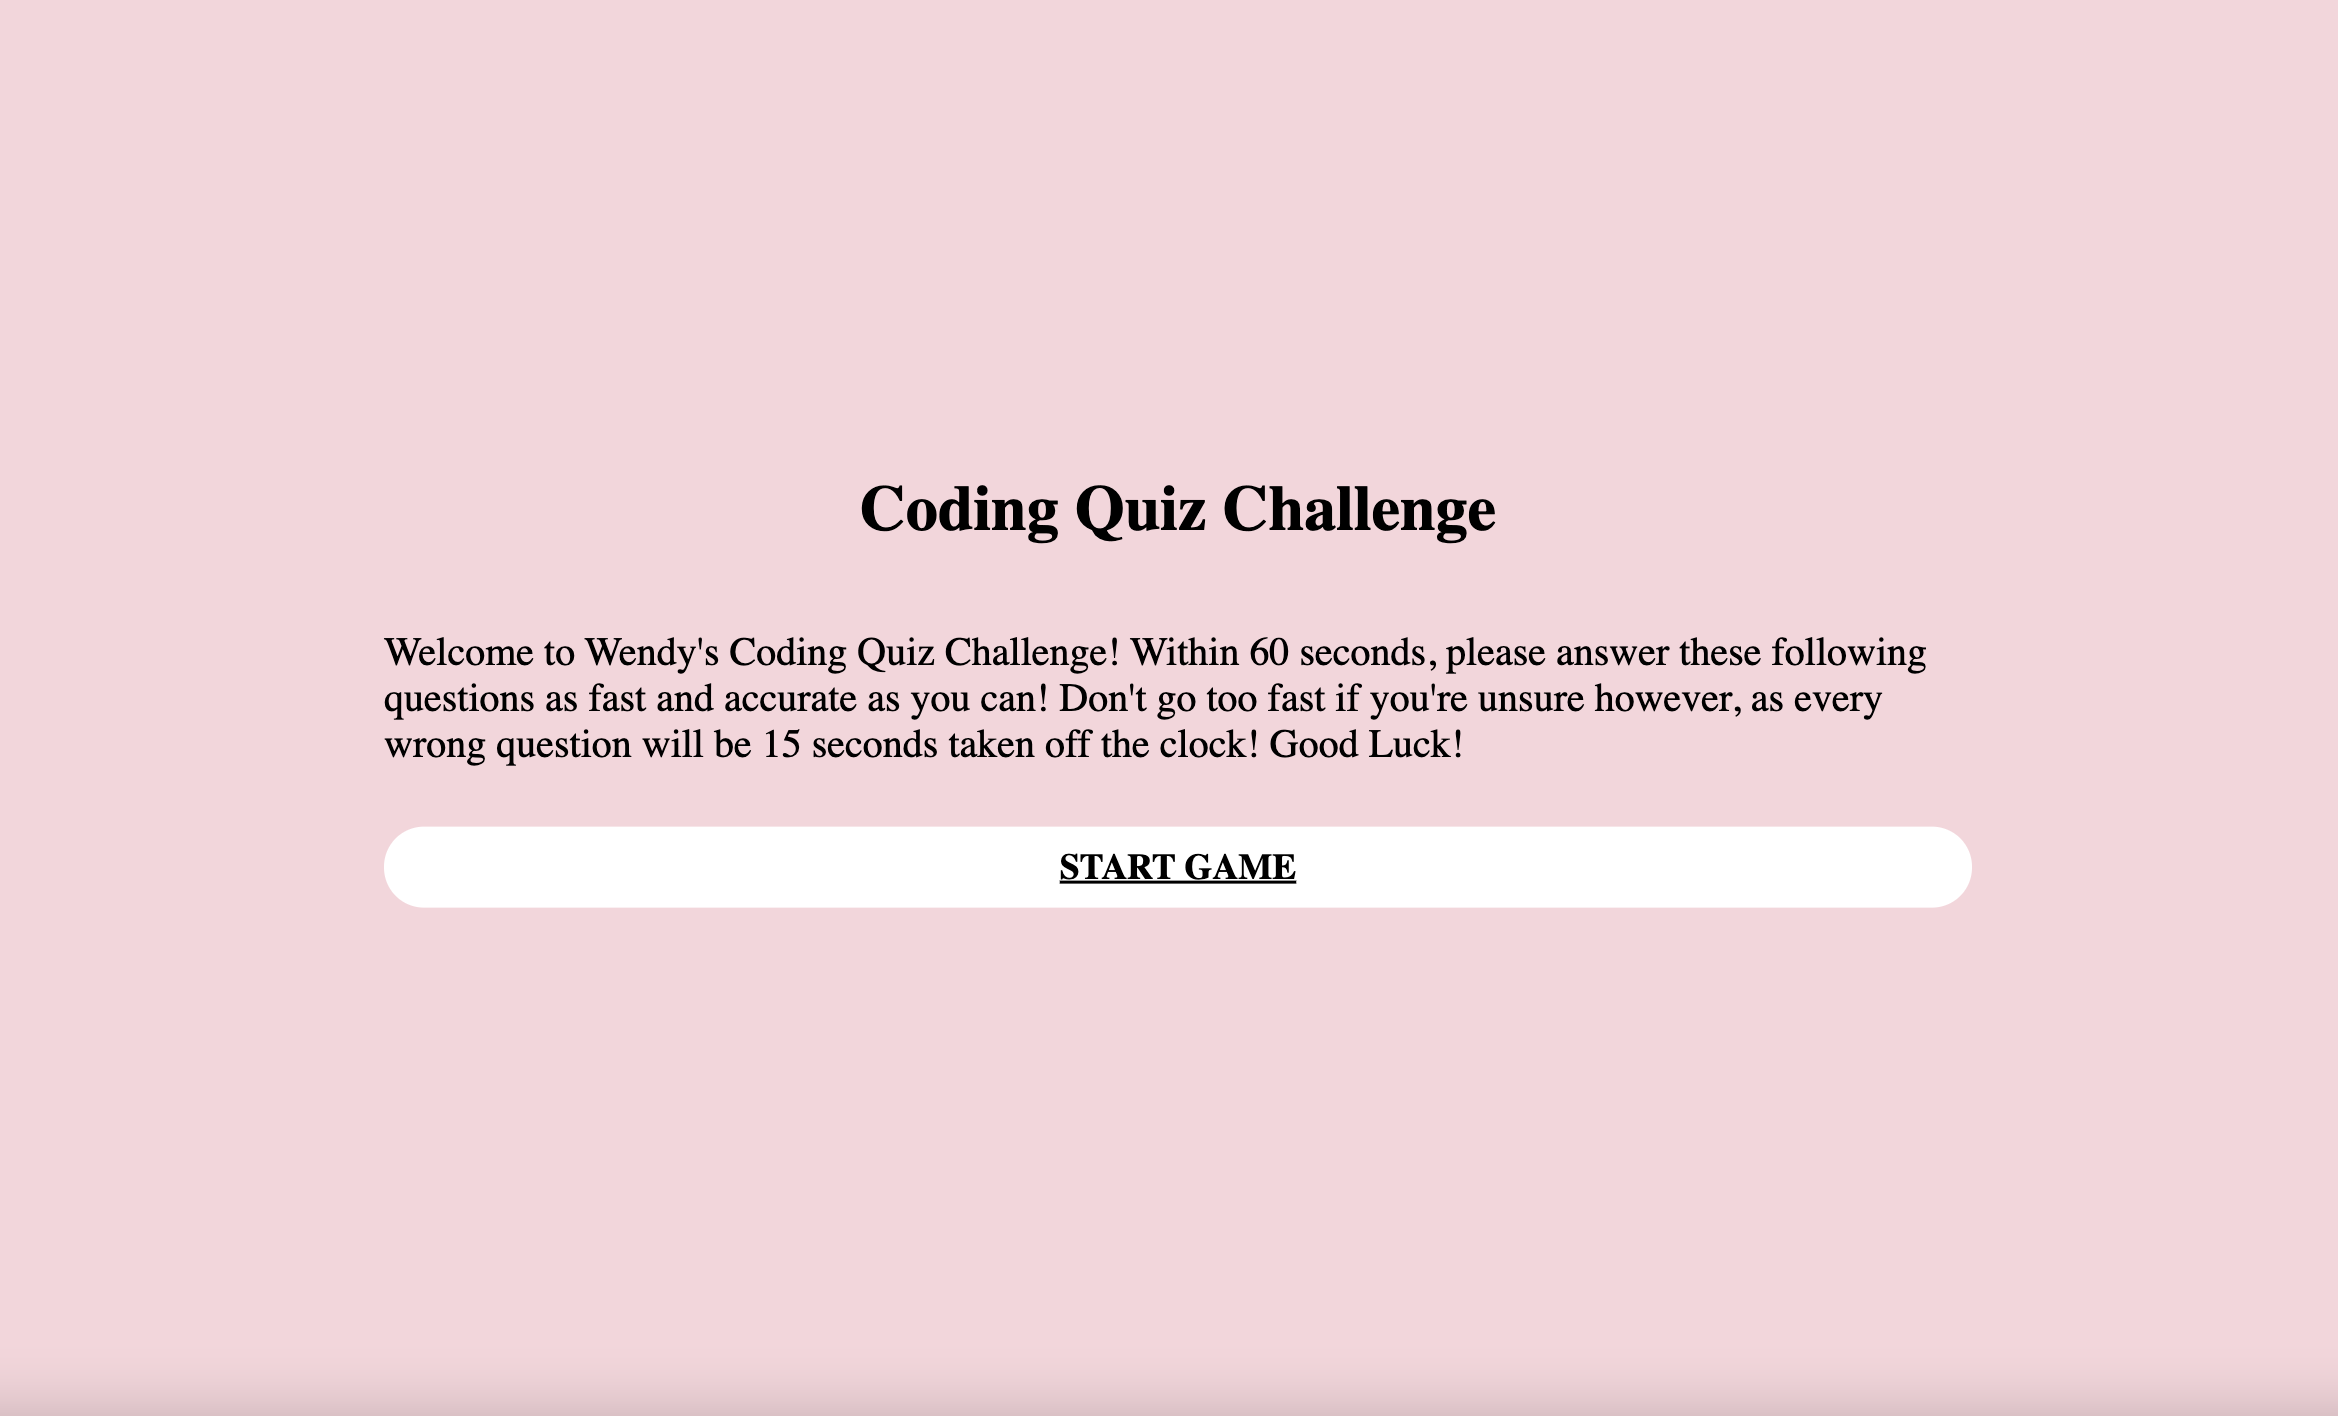 Coding Quiz Challenge
Welcome to Wendy's Coding Quiz Challenge! Within 60 seconds, please answer these following
questions as fast and accurate as you can! Don't go too fast if you're unsure however, as every
wrong question will be 15 seconds taken off the clock! Good Luck!
START GAME